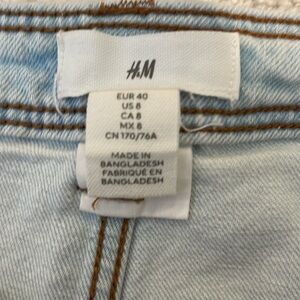 H&M
EUR 40
US 8
CA 8
MX 8
CN 170/76A
MADE IN
BANGLADESH
FABRIQUÉ EN
BANGLADESH